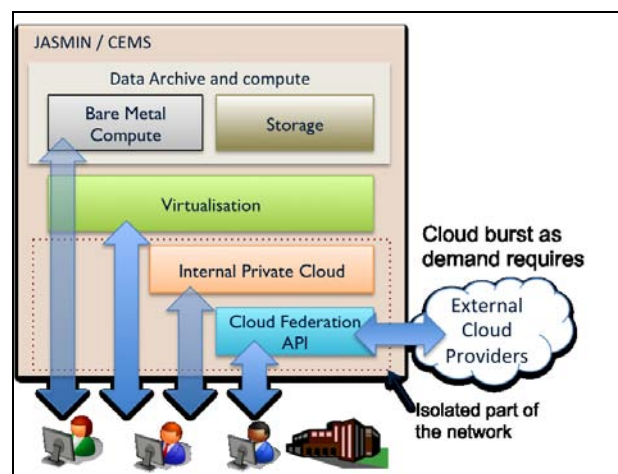 JASMIN / CEMS
Data Archive and compute
Bare Metal
Compute
Storage
Virtualisation
Internal Private Cloud
Cloud Federation
API
Cloud burst as
demand requires
External
Cloud
Providers
Isolated part of
the network